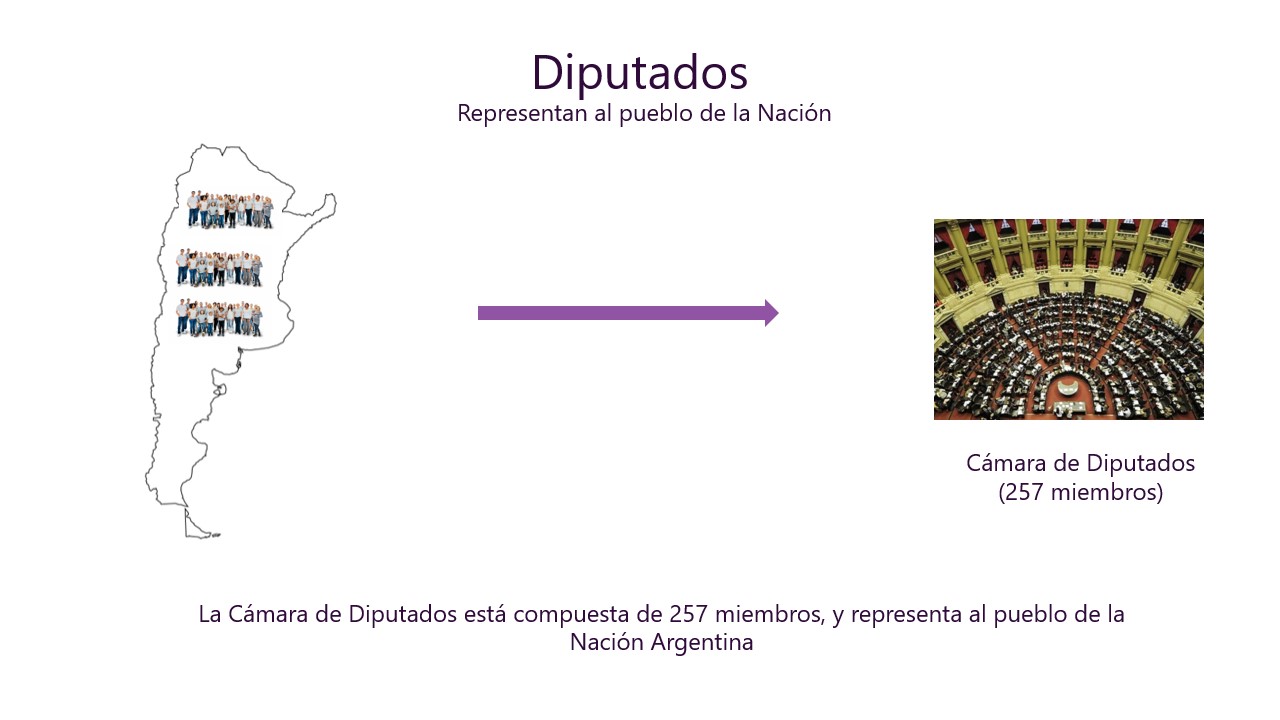 Diputados
Representan al pueblo de la Nación
Cámara de Diputados
(257 miembros)
La Cámara de Diputados está compuesta de 257 miembros, y representa al pueblo de la
Nación Argentina